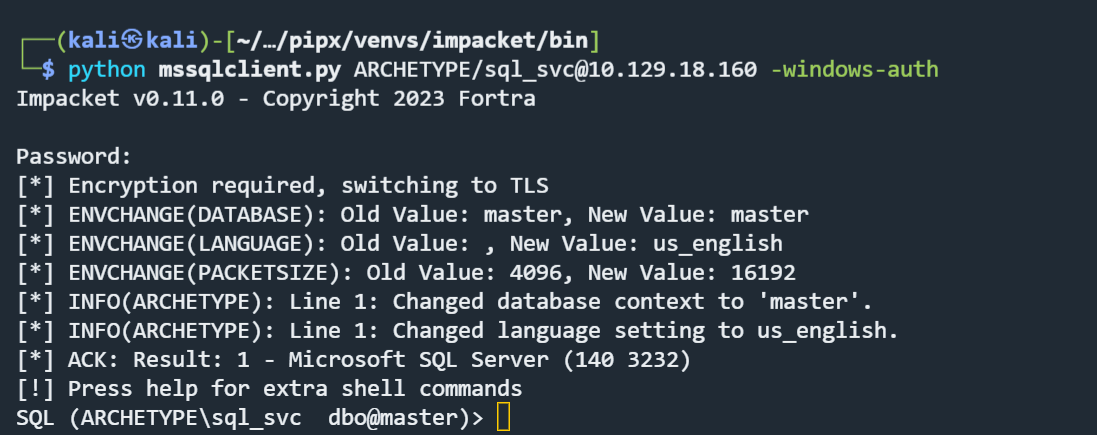 ┌──(kali㉿kali)-[~/…/pipx/venvs/impacket/bin]
└─$ python mssqlclient.py ARCHETYPE/sql_svc@10.129.18.160 -windows-auth
Impacket v0.11.0 - Copyright 2023 Fortra

Password:
[*] Encryption required, switching to TLS
[*] ENVCHANGE(DATABASE): Old Value: master, New Value: master
[*] ENVCHANGE(LANGUAGE): Old Value: , New Value: us_english
[*] ENVCHANGE(PACKETSIZE): Old Value: 4096, New Value: 16192
[*] INFO(ARCHETYPE): Line 1: Changed database context to 'master'.
[*] INFO(ARCHETYPE): Line 1: Changed language setting to us_english.
[*] ACK: Result: 1 - Microsoft SQL Server (140 3232)
[!] Press help for extra shell commands
SQL (ARCHETYPE\sql_svc  dbo@master)>